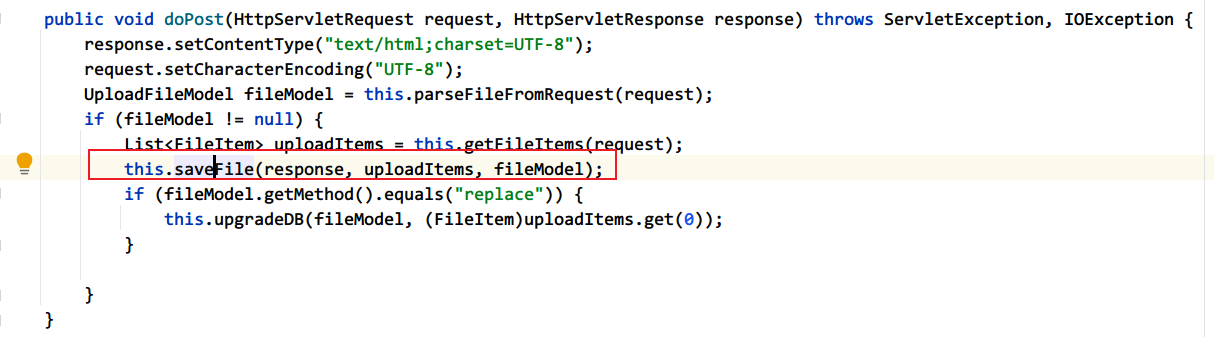 public void doPost(HttpServletRequest request, HttpServletResponse response) throws ServletException, IOException {
    response.setContentType("text/html;charset=UTF-8");
    request.setCharacterEncoding("UTF-8");
    UploadFileModel fileModel = this.parseFileFromRequest(request);
    if (fileModel != null) {
        List<FileItem> uploadItems = this.getFileItems(request);
        this.saveFile(response, uploadItems, fileModel);
        if (fileModel.getMethod().equals("replace")) {
            this.upgradeDB(fileModel, (FileItem)uploadItems.get(0));
        }
    }
}